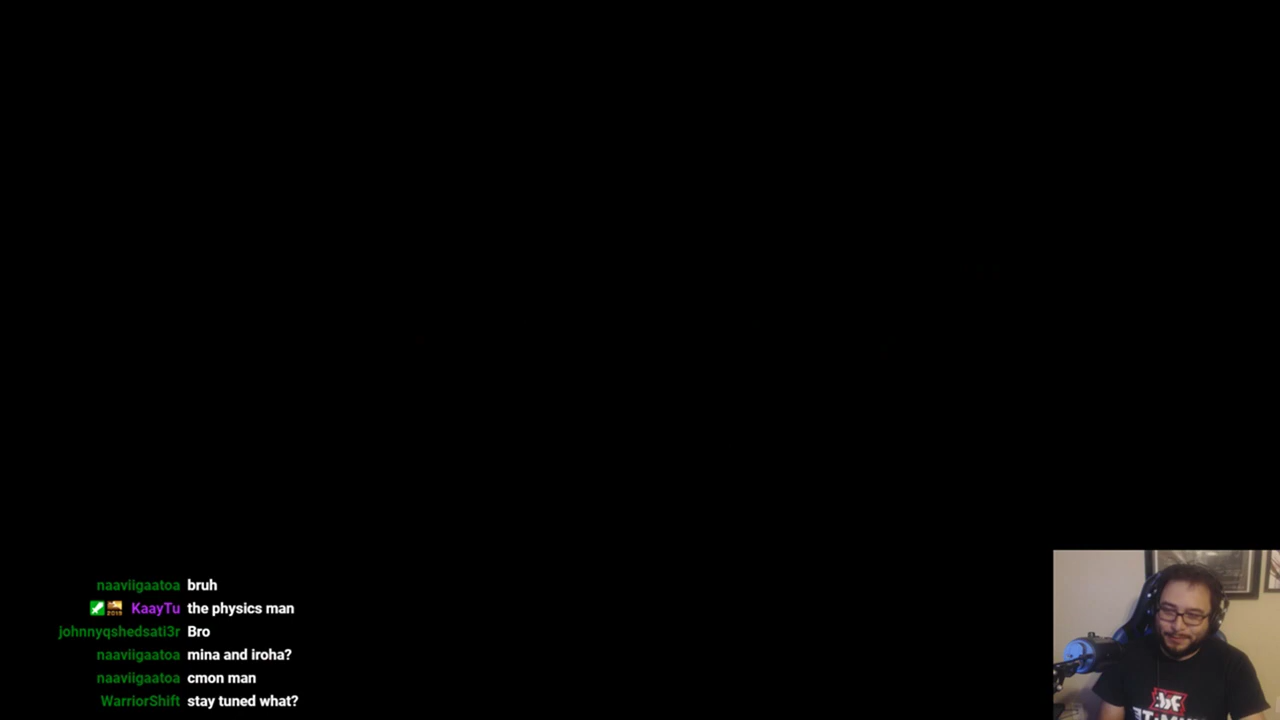 naaviigaatoa bruh
KaayTu the physics man
johnnyqshedsati3r Bro
naaviigaatoa mina and iroha?
naaviigaatoa cmon man
WarriorShift stay tuned what?